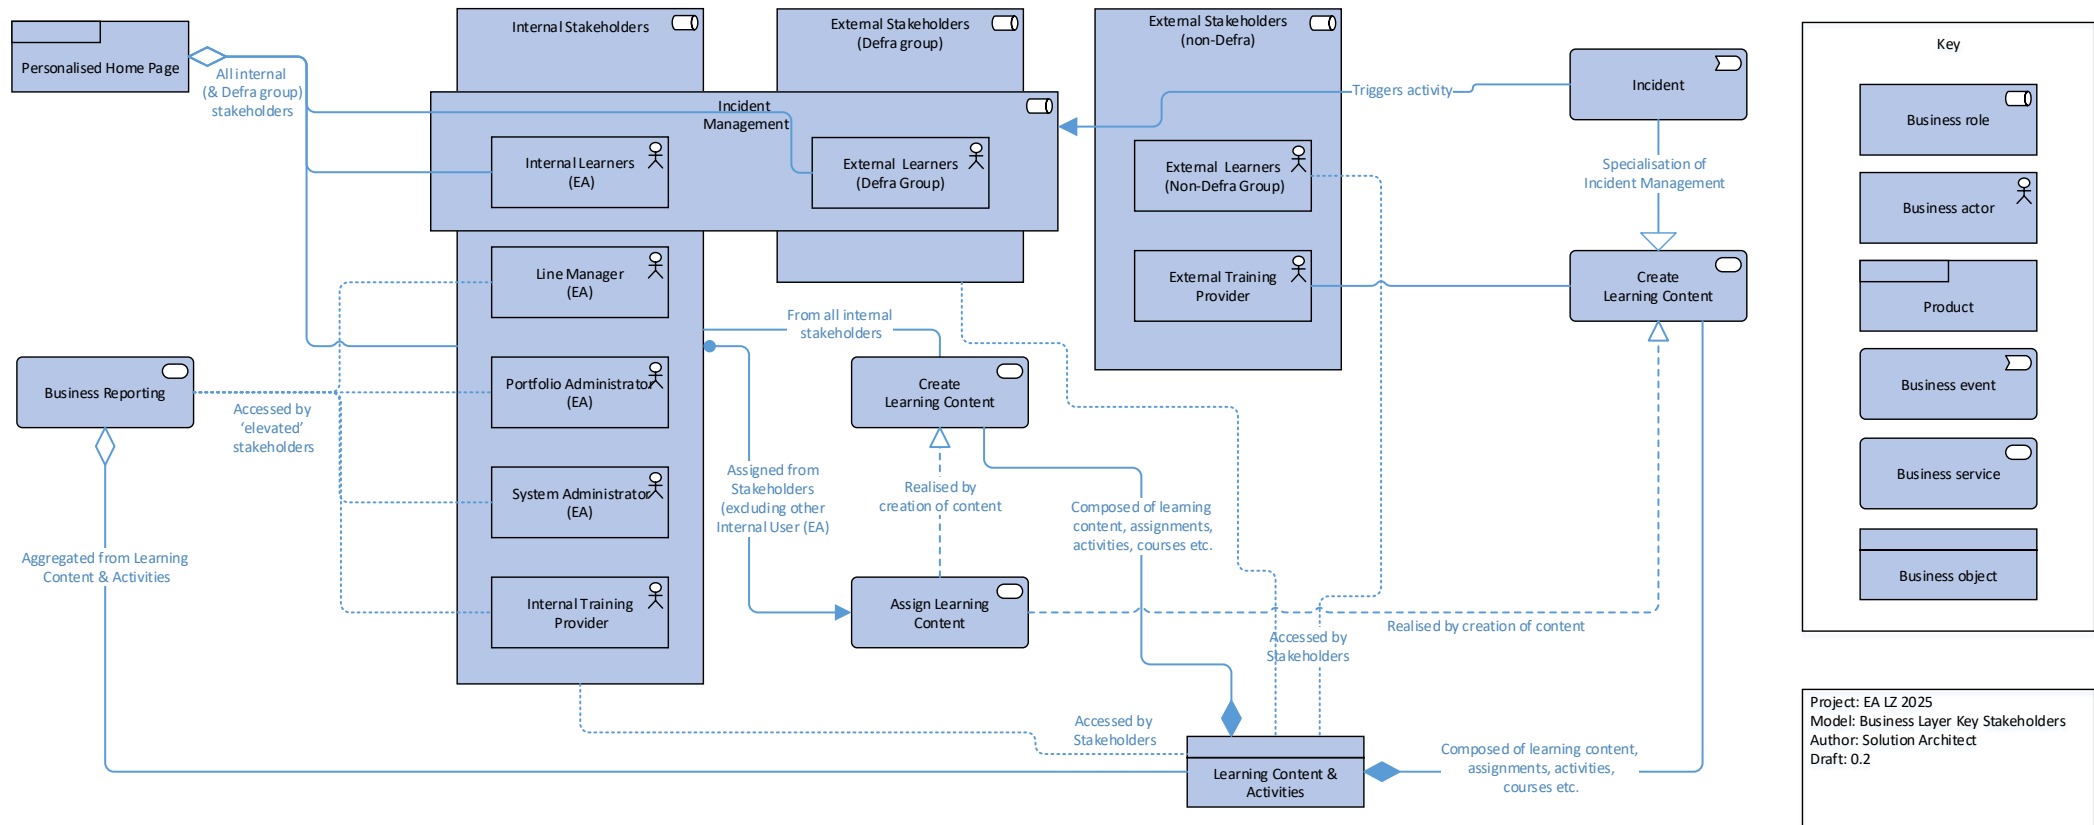 Personalised Home Page
All internal
(& Defra group)
stakeholders
Internal Stakeholders
External Stakeholders
(Defra group)
External Stakeholders
(non-Defra)
Incident
Management
Internal Learners
(EA)
External  Learners
(Defra Group)
External  Learners
(Non-Defra Group)
External Training
Provider
Triggers activity
Incident
Specialisation of
Incident Management
Create
Learning Content
Line Manager
(EA)
Portfolio Administrator
(EA)
System Administrator
(EA)
Internal Training
Provider
Business Reporting
Accessed by
‘elevated’
stakeholders
Aggregated from Learning
Content & Activities
From all internal
stakeholders
Create
Learning Content
Assigned from
Stakeholders
(excluding other
Internal User (EA)
Realised by
creation of content
Composed of learning
content, assignments,
activities, courses etc.
Assign Learning
Content
Realised by creation of content
Accessed by
Stakeholders
Accessed by
Stakeholders
Learning Content &
Activities
Composed of learning content,
assignments, activities,
courses etc.
Key
Business role
Business actor
Product
Business event
Business service
Business object
Project: EA LZ 2025
Model: Business Layer Key Stakeholders
Author: Solution Architect
Draft: 0.2